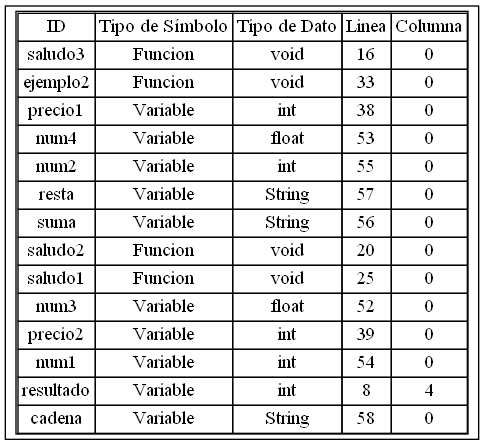 ID Tipo de Símbolo Tipo de Dato Linea Columna
saludo3 Funcion void 16 0
ejemplo2 Funcion void 33 0
precio1 Variable int 38 0
num4 Variable float 53 0
num2 Variable int 55 0
resta Variable String 57 0
suma Variable String 56 0
saludo2 Funcion void 20 0
saludo1 Funcion void 25 0
num3 Variable float 52 0
precio2 Variable int 39 0
num1 Variable int 54 0
resultado Variable int 8 4
cadena Variable String 58 0